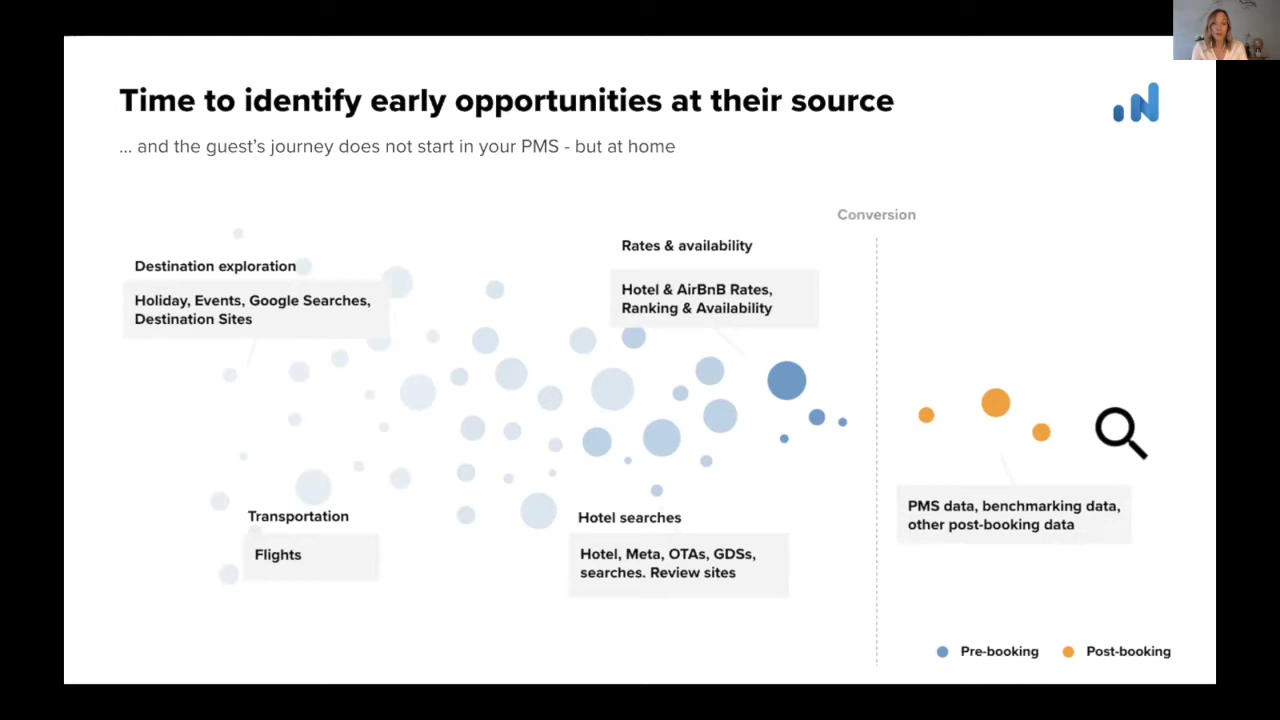 Time to identify early opportunities at their source
... and the guest's journey does not start in your PMS - but at home
Conversion
Destination exploration
Holiday, Events, Google Searches,
Destination Sites
Rates & availability
Hotel & AirBnB Rates,
Ranking & Availability
Transportation
Flights
Hotel searches
Hotel, Meta, OTAs, GDSs,
searches. Review sites
PMS data, benchmarking data,
other post-booking data
Pre-booking
Post-booking